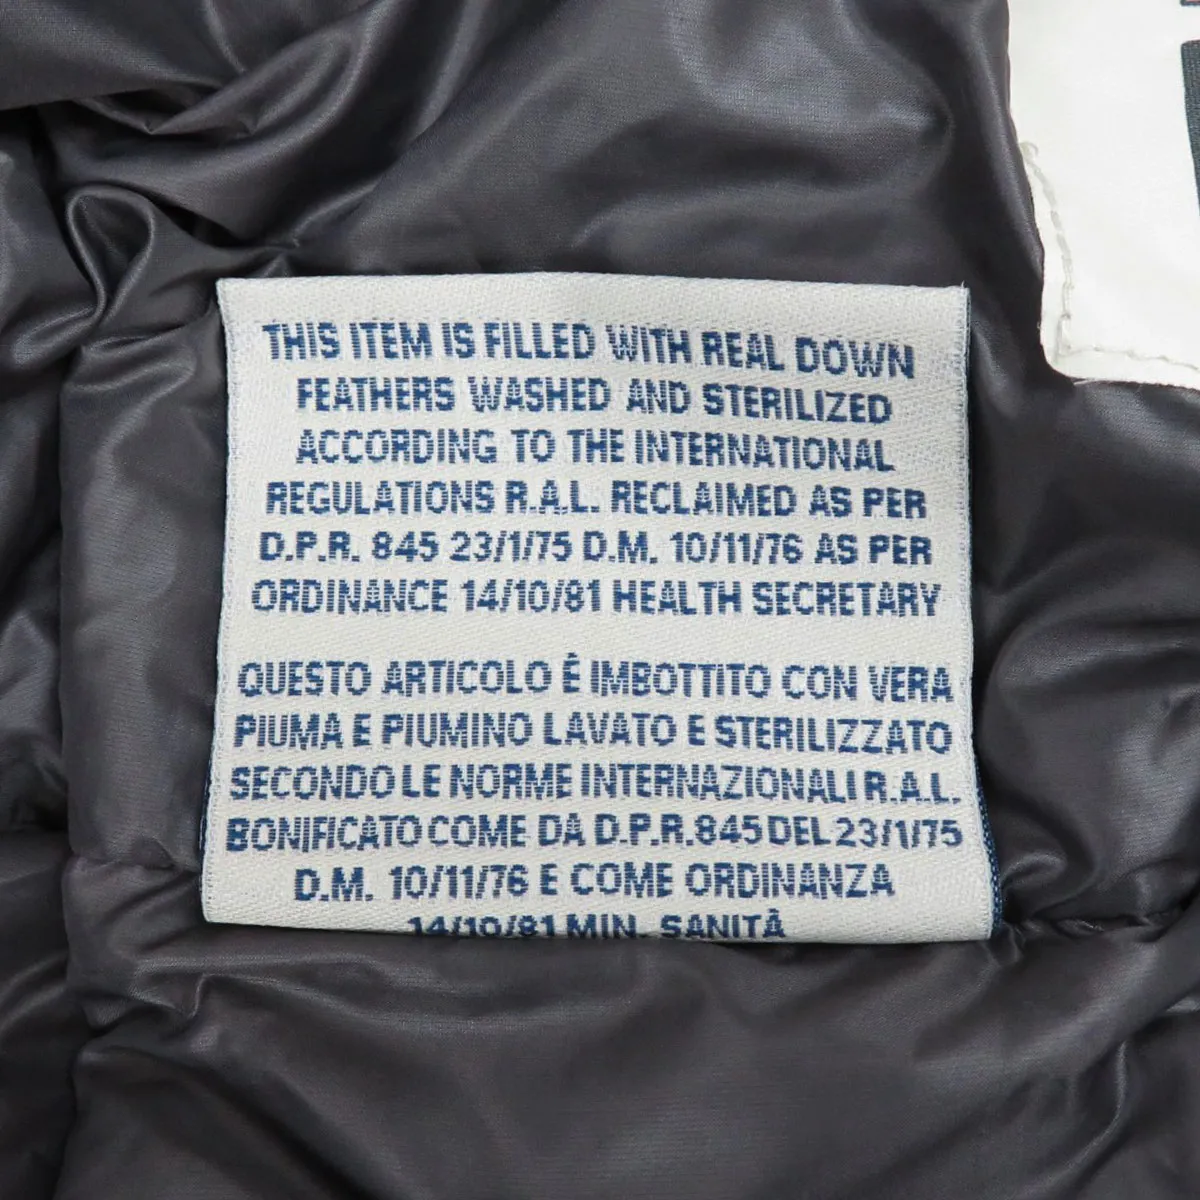 THIS ITEM IS FILLED WITH REAL DOWN
FEATHERS WASHED AND STERILIZED
ACCORDING TO THE INTERNATIONAL
REGULATIONS R.A.L. RECLAIMED AS PER
D.P.R. 845 23/1/75 D.M. 10/11/76 AS PER
ORDINANCE 14/10/81 HEALTH SECRETARY
QUESTO ARTICOLO É IMBOTTITO CON VERA
PIUMA E PIUMINO LAVATO E STERILIZZATO
SECONDO LE NORME INTERNAZIONALI R.A.L.
BONIFICATO COME DA D.P.R. 845 DEL 23/1/75
D.M. 10/11/76 E COME ORDINANZA
14/10/81 MIN. SANITÀ